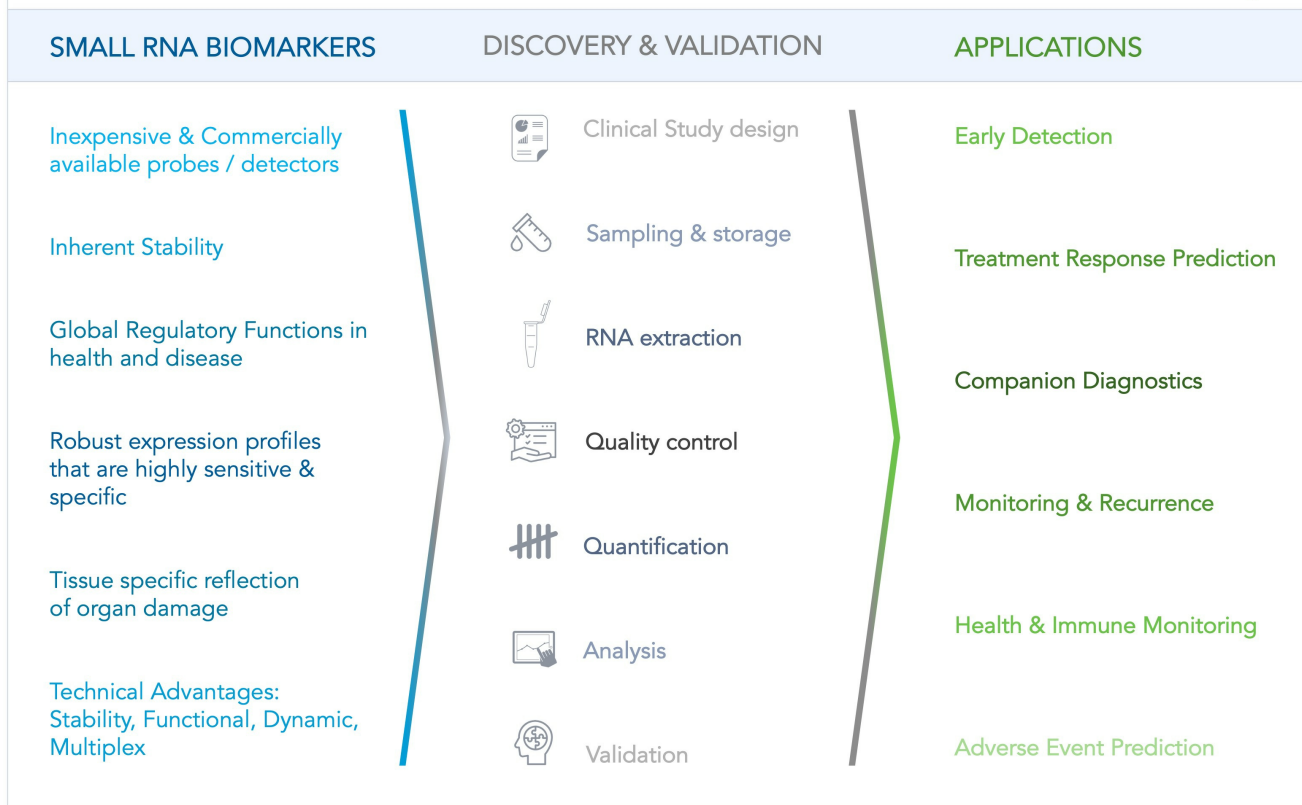 SMALL RNA BIOMARKERS
Inexpensive & Commercially
available probes / detectors
Inherent Stability
Global Regulatory Functions in
health and disease
Robust expression profiles
that are highly sensitive &
specific
Tissue specific reflection
of organ damage
Technical Advantages:
Stability, Functional, Dynamic,
Multiplex
DISCOVERY & VALIDATION
Clinical Study design
Sampling & storage
RNA extraction
Quality control
Quantification
Analysis
Validation
APPLICATIONS
Early Detection
Treatment Response Prediction
Companion Diagnostics
Monitoring & Recurrence
Health & Immune Monitoring
Adverse Event Prediction